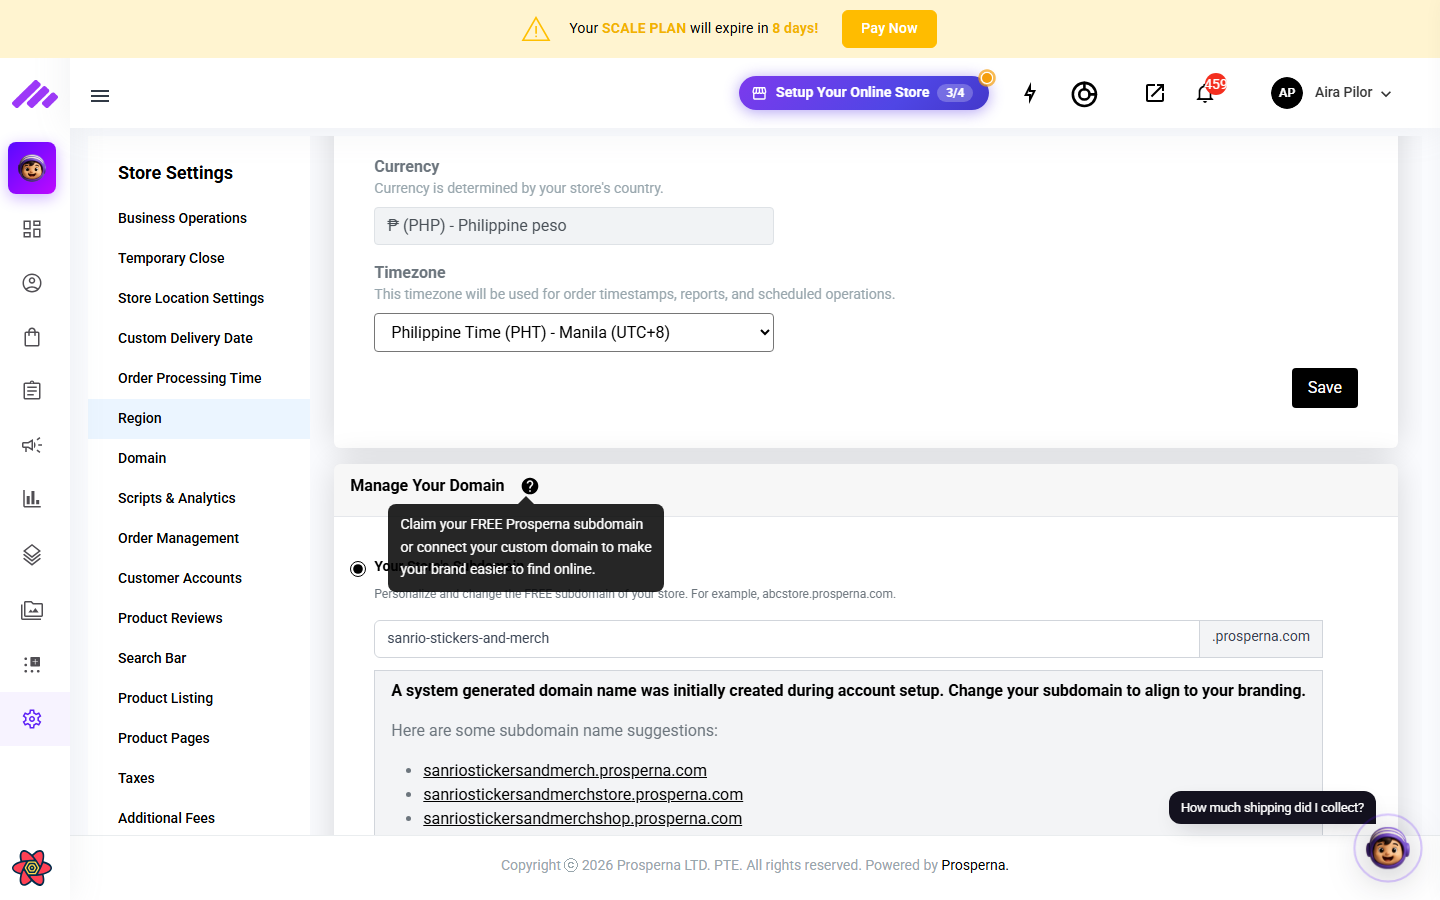 Your SCALE PLAN will expire in 8 days!
Pay Now
Setup Your Online Store 3/4
459
AP
Aira Pilor
Store Settings
Business Operations
Temporary Close
Store Location Settings
Custom Delivery Date
Order Processing Time
Region
Domain
Scripts & Analytics
Order Management
Customer Accounts
Product Reviews
Search Bar
Product Listing
Product Pages
Taxes
Additional Fees
Currency
Currency is determined by your store's country.
₱ (PHP) - Philippine peso
Timezone
This timezone will be used for order timestamps, reports, and scheduled operations.
Philippine Time (PHT) - Manila (UTC+8)
Save
Manage Your Domain
Claim your FREE Prosperna subdomain
or connect your custom domain to make
your brand easier to find online.
Personalize and change the FREE subdomain of your store. For example, abcstore.prosperna.com.
sanrio-stickers-and-merch
.prosperna.com
A system generated domain name was initially created during account setup. Change your subdomain to align to your branding.
Here are some subdomain name suggestions:
sanriostickersandmerch.prosperna.com
sanriostickersandmerchstore.prosperna.com
sanriostickersandmerchshop.prosperna.com
How much shipping did I collect?
Copyright © 2026 Prosperna LTD. PTE. All rights reserved. Powered by Prosperna.